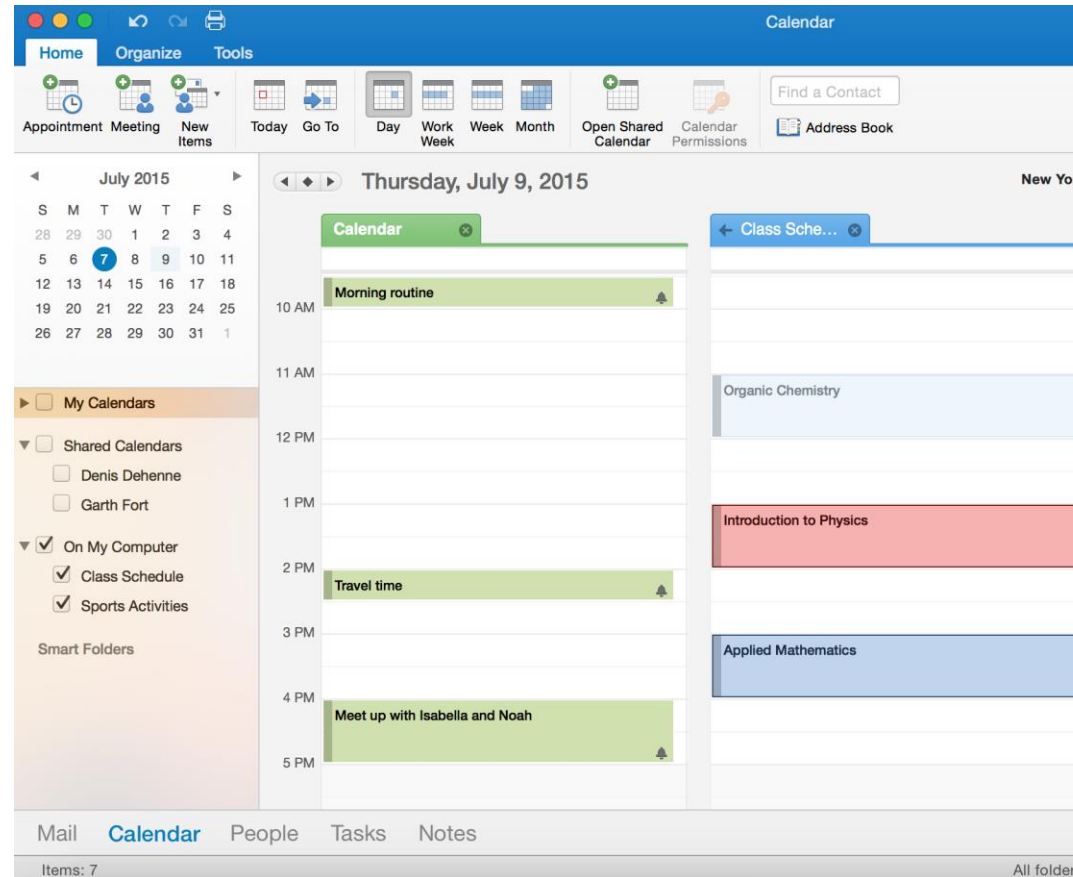 Calendar
Home Organize Tools
Appointment Meeting New Items Today Go To Day Work Week Week Month Open Shared Calendar Calendar Permissions
Find a Contact
Address Book
July 2015
S M T W T F S
28 29 30 1 2 3 4
5 6 7 8 9 10 11
12 13 14 15 16 17 18
19 20 21 22 23 24 25
26 27 28 29 30 31 1
My Calendars
Shared Calendars
Denis Dehenne
Garth Fort
On My Computer
Class Schedule
Sports Activities
Smart Folders
Thursday, July 9, 2015
New Yo
Calendar
Class Sche...
Morning routine
10 AM
11 AM
Organic Chemistry
12 PM
1 PM
Introduction to Physics
2 PM
Travel time
3 PM
Applied Mathematics
4 PM
Meet up with Isabella and Noah
5 PM
Mail Calendar People Tasks Notes
Items: 7
All folder